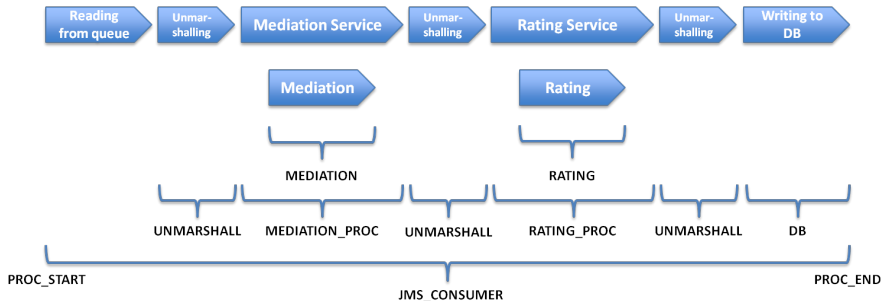 Reading
from queue
Unmar-
shalling
Mediation Service
Unmar-
shalling
Rating Service
Unmar-
shalling
Writing to
DB
Mediation
Rating
MEDIATION
RATING
UNMARSHALL
MEDIATION_PROC
UNMARSHALL
RATING_PROC
UNMARSHALL
DB
PROC_START
PROC_END
JMS_CONSUMER